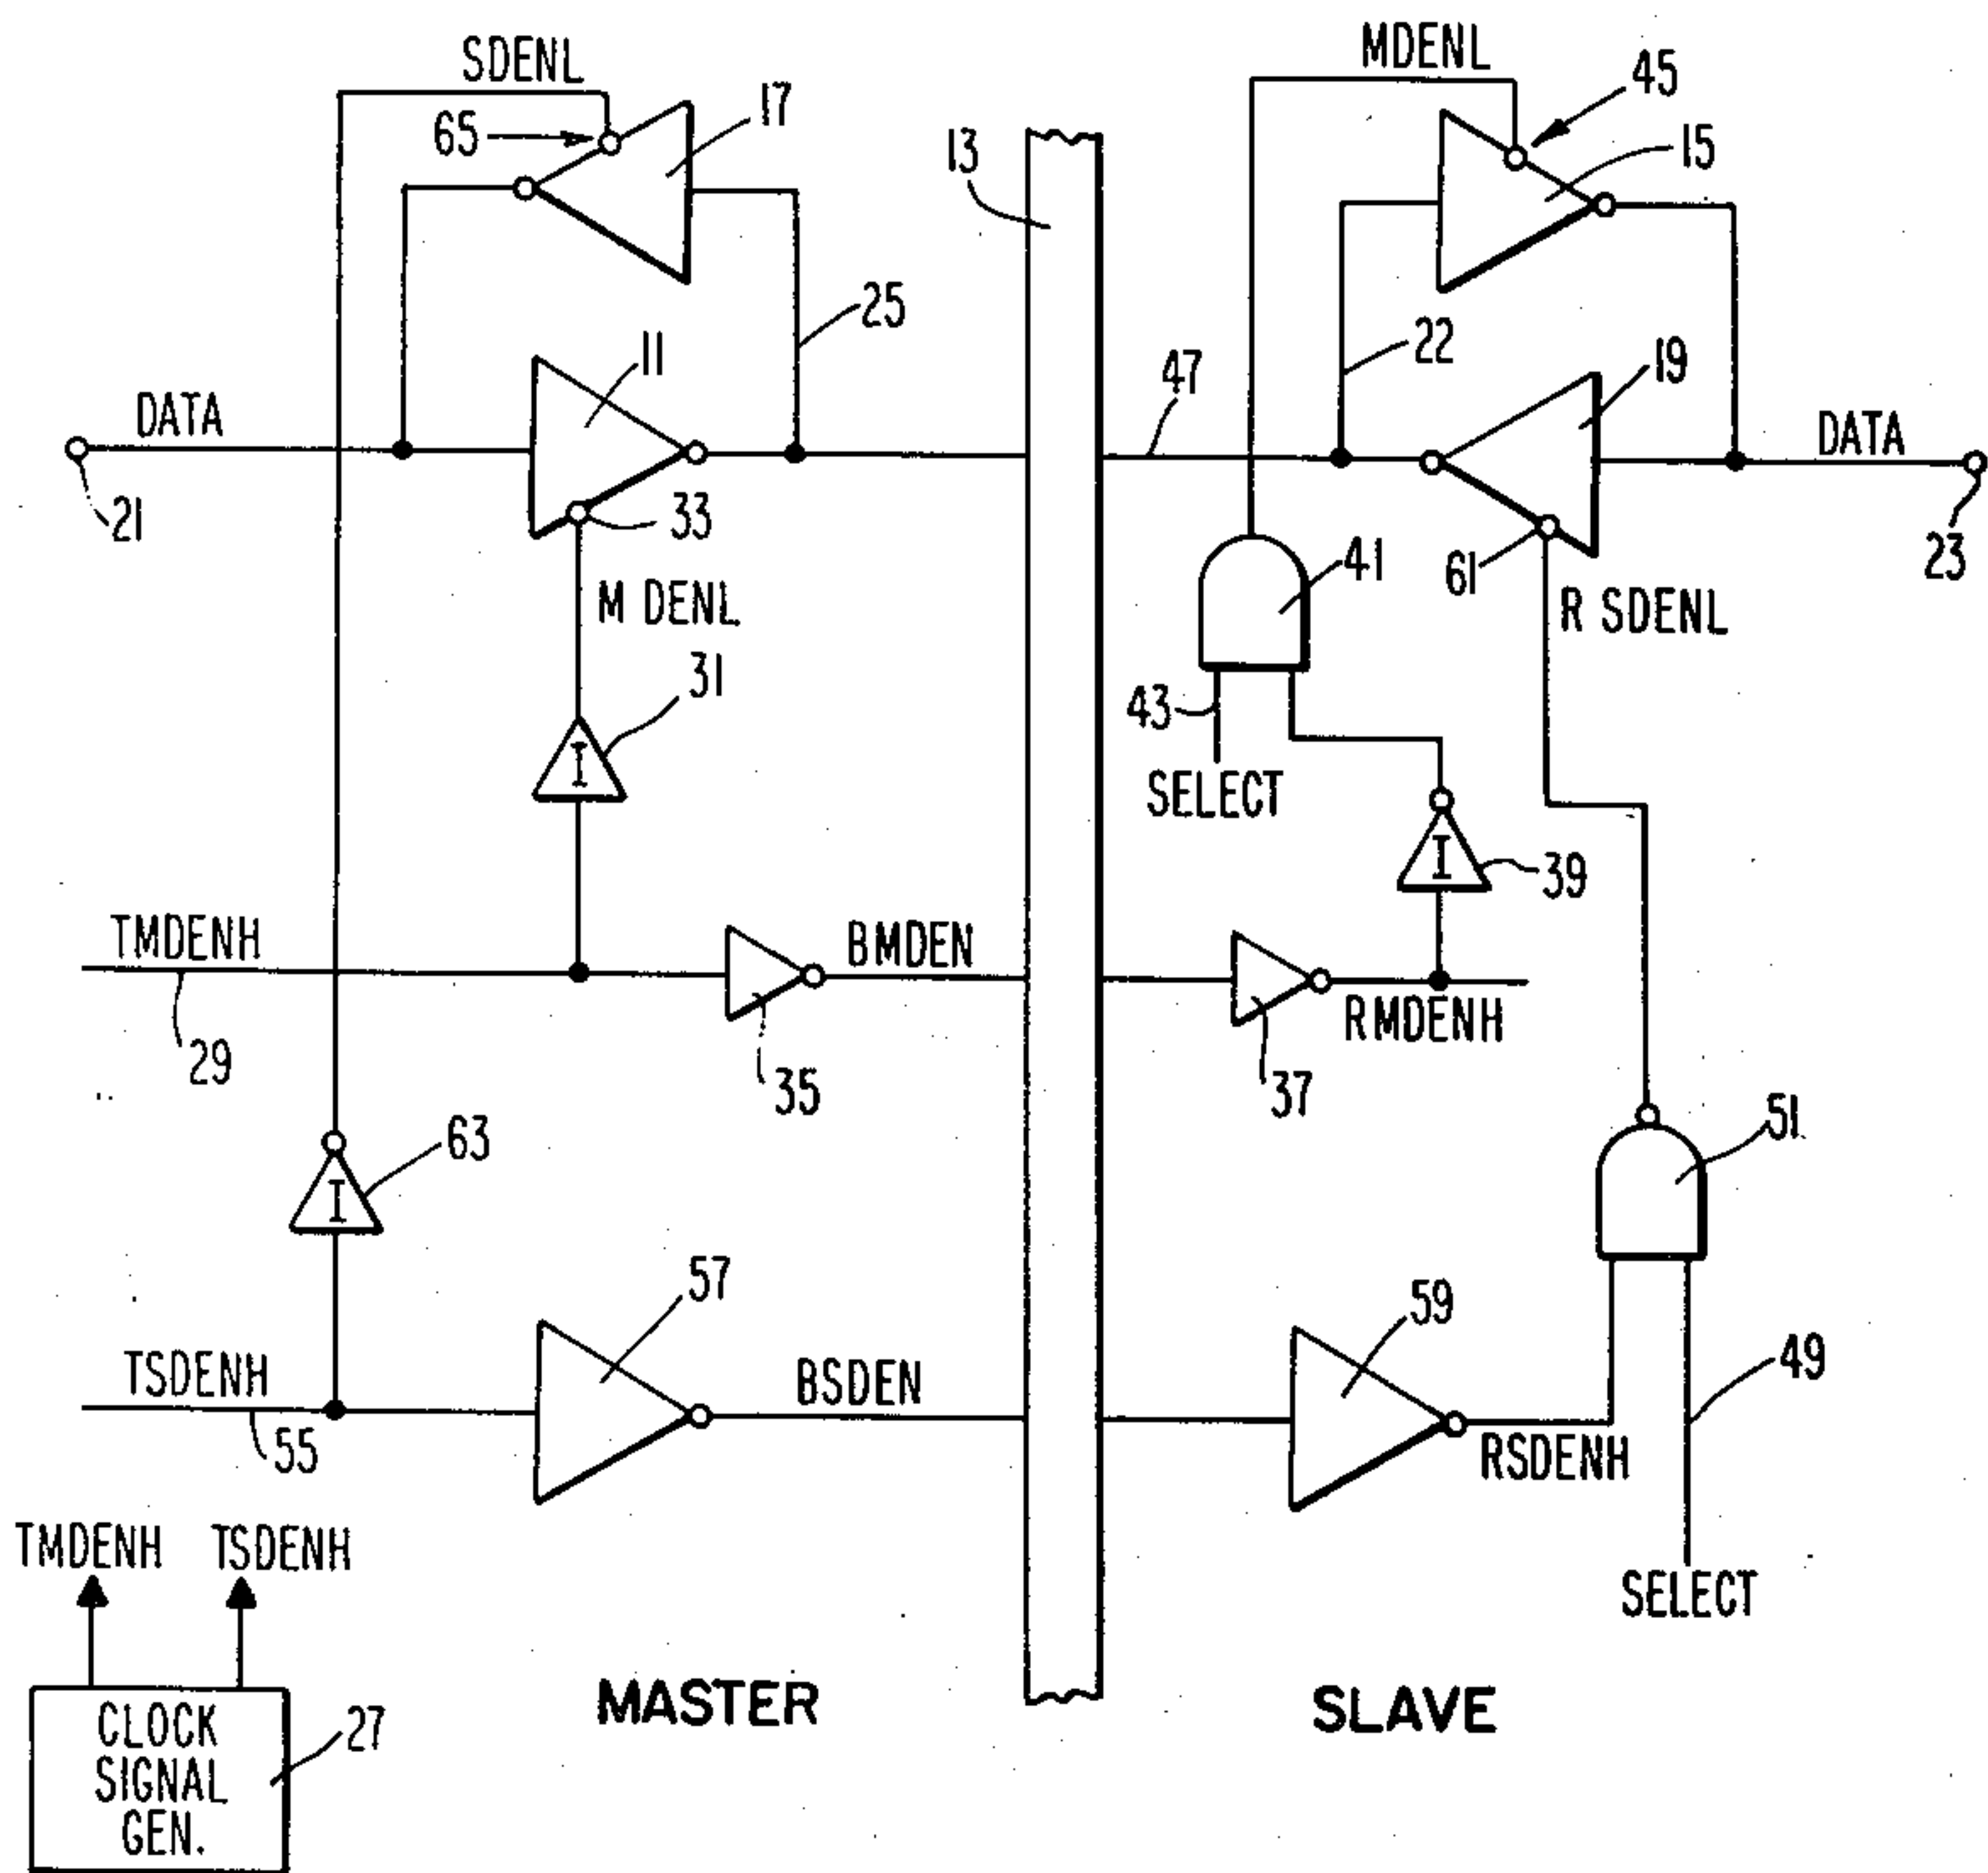 SDENL
65
17
13
MDENL
45
15
25
11
22
47
19
DATA
21
33
DATA
23
M DENL
31
41
61
R SDENL
43
SELECT
I
I
39
TMDENH
BMDEN
29
35
RMDENH
37
63
I
51
57
59
TSDENH
BSDEN
49
55
RSDENH
TMDENH
TSDENH
SELECT
MASTER
SLAVE
CLOCK
SIGNAL
GEN.
27